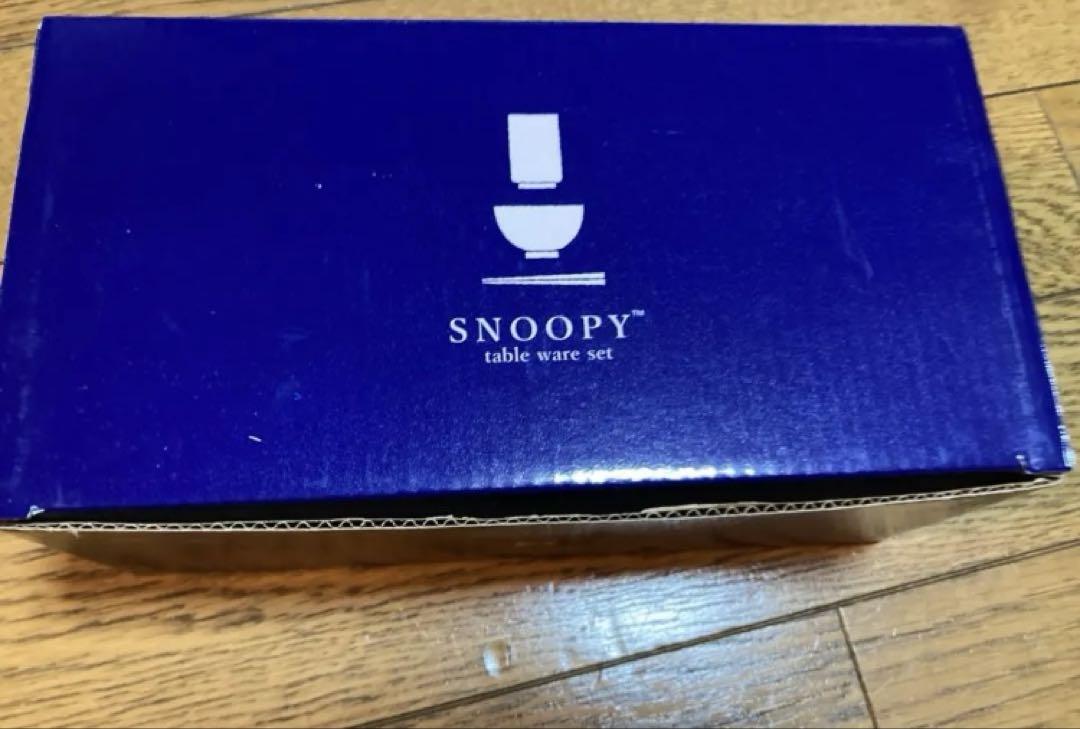 SNOOPY™
table ware set